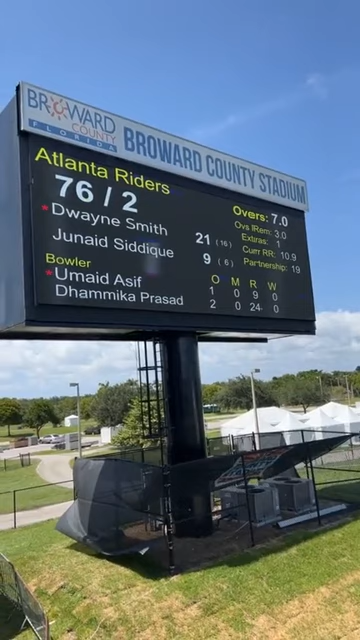 BROWARD
COUNTY
FLORIDA
BROWARD COUNTY STADIUM
Atlanta Riders
76 / 2
Overs: 7.0
Ovs Rem: 3.0
Extras: 1
Curr RR: 10.9
Partnership: 19
*Dwayne Smith 21 (16)
Junaid Siddique 9 (6)
Bowler O M R W
*Umaid Asif 1 0 9 0
Dhammika Prasad 2 0 24 0